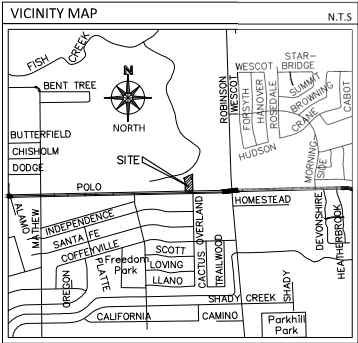 VICINITY MAP
N.T.S
FISH CREEK
BENT TREE
N
NORTH
ROBINSON
WESCOT
WESCOT
FORSYTH
HANOVER
ROSEDALE
STAR-
BRIDGE
SUMMIT
BROWNING
CRANE
CABOT
HUDSON
MORNING
SIDE
BUTTERFIELD
CHISHOLM
DODGE
SITE
POLO
HOMESTEAD
ALAMO
MATHEW
INDEPENDENCE
SANTA FE
COFFEYVILLE
OREGON
PLATTE
Freedom
Park
SCOTT
LOVING
LLANO
CACTUS
OVERLAND
TRAILWOOD
DEVONSHIRE
HEATHERBROOK
SHADY CREEK
SHADY
CALIFORNIA
CAMINO
Parkhill
Park